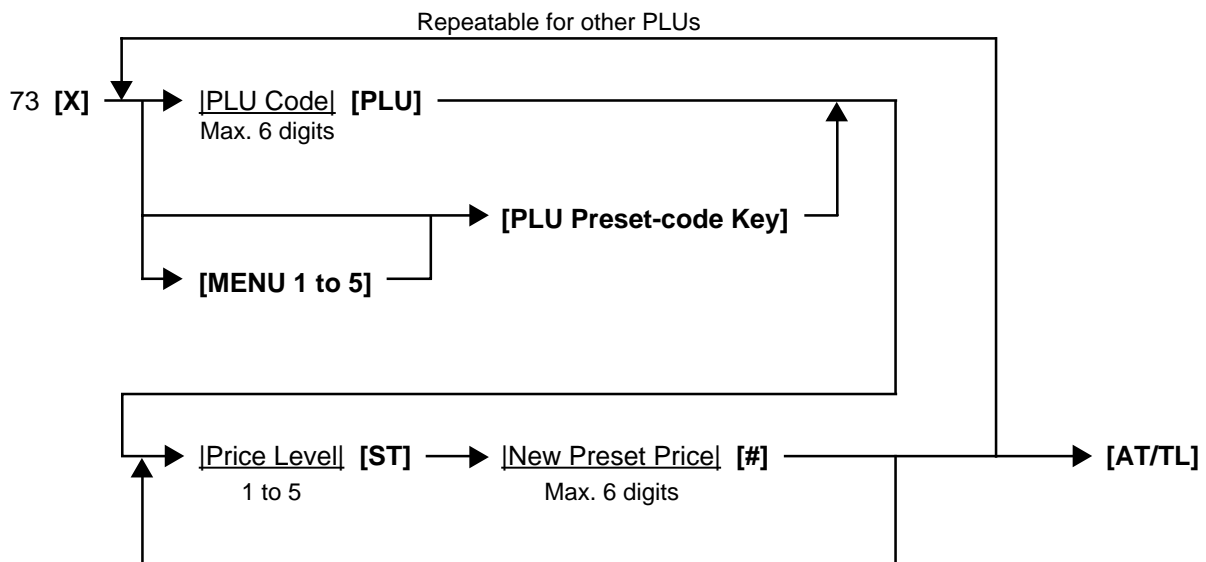 Repeatable for other PLUs
73 [X] |PLU Code| [PLU]
Max. 6 digits
[PLU Preset-code Key]
[MENU 1 to 5]
|Price Level| [ST] |New Preset Price| [#] [AT/TL]
1 to 5 Max. 6 digits